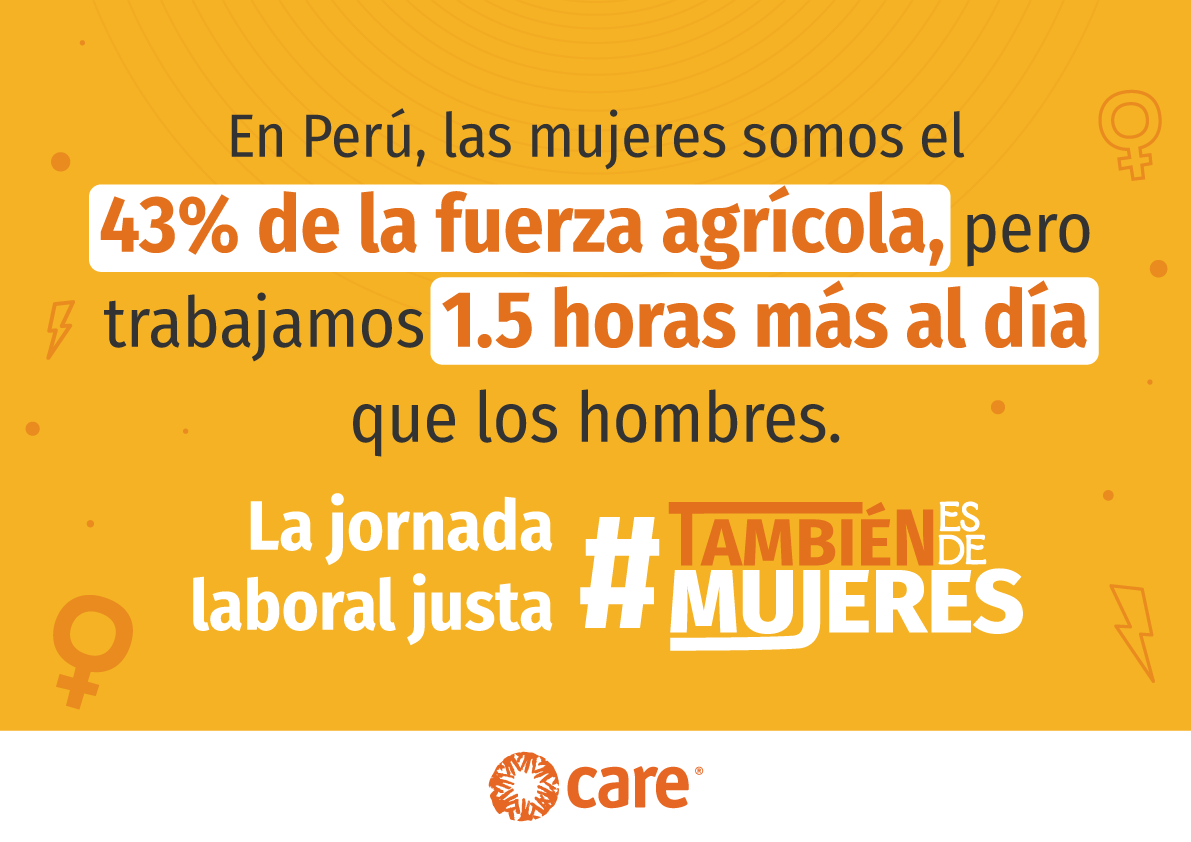 En Perú, las mujeres somos el
43% de la fuerza agrícola, pero
trabajamos 1.5 horas más al día
que los hombres.
La jornada
laboral justa
#TAMBIÉN ES DE
MUJERES
care®